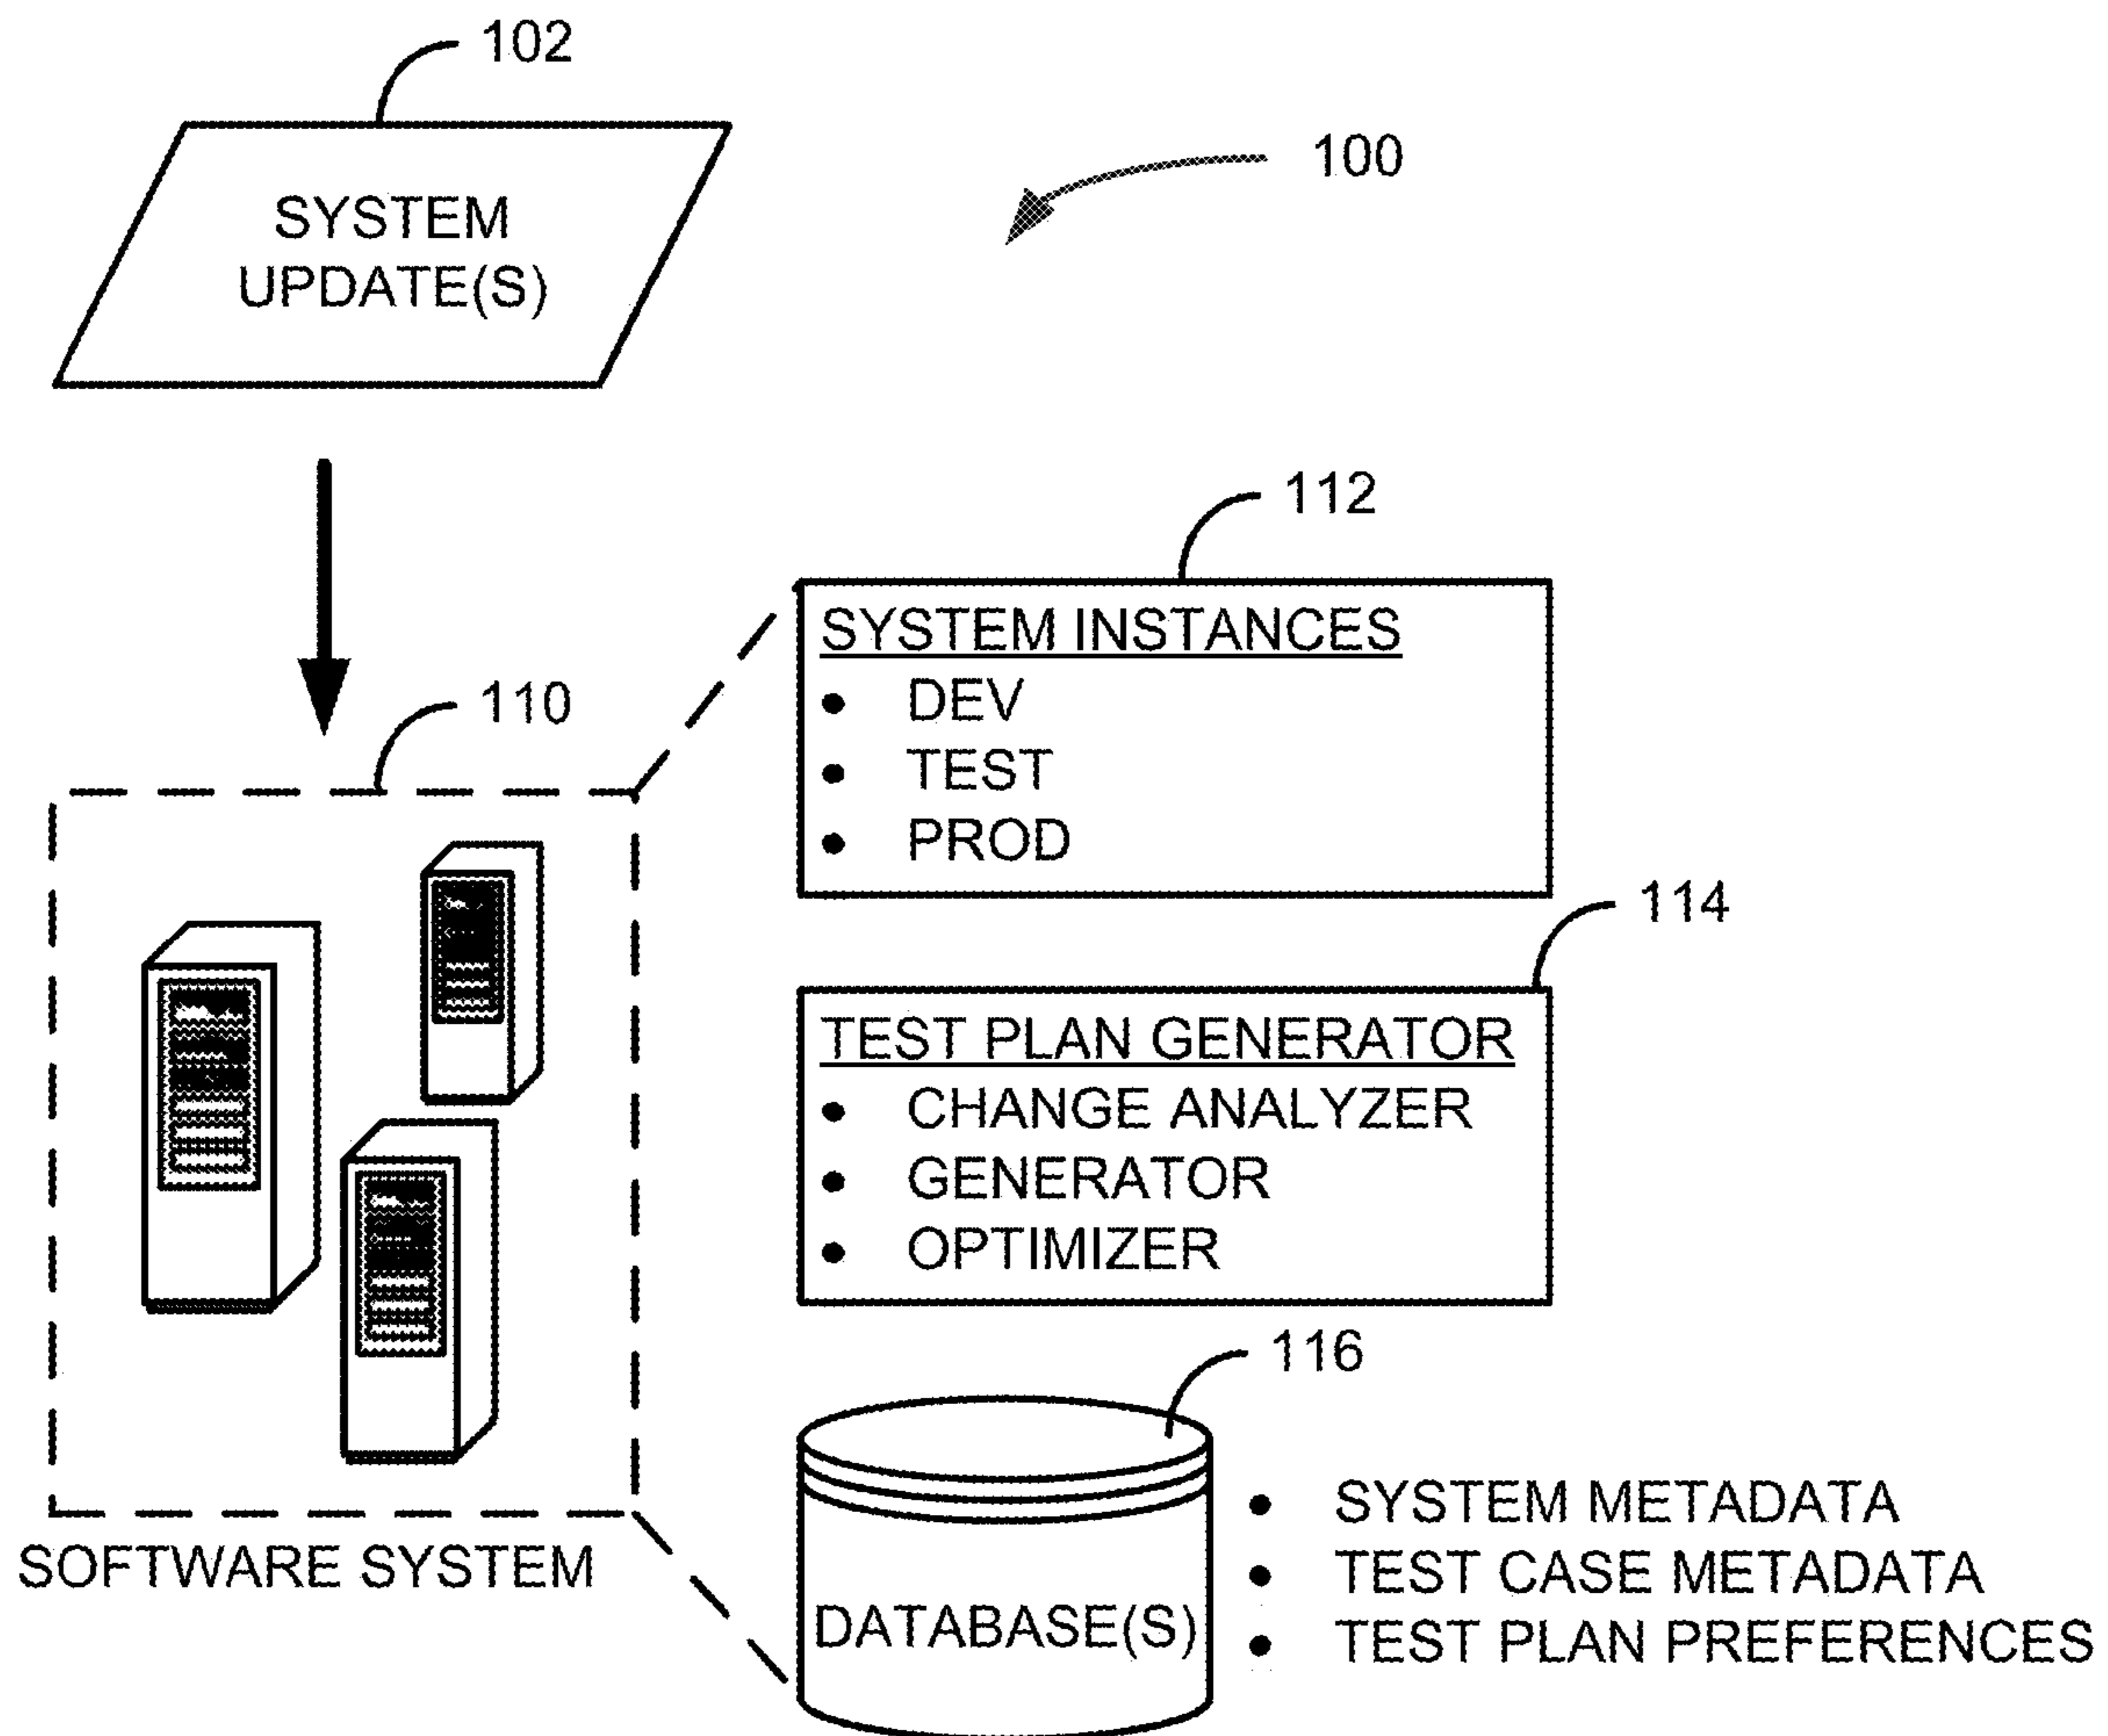 102
SYSTEM
UPDATE(S)
100
112
SYSTEM INSTANCES
• DEV
• TEST
• PROD
110
SOFTWARE SYSTEM
114
TEST PLAN GENERATOR
• CHANGE ANALYZER
• GENERATOR
• OPTIMIZER
116
DATABASE(S)
• SYSTEM METADATA
• TEST CASE METADATA
• TEST PLAN PREFERENCES